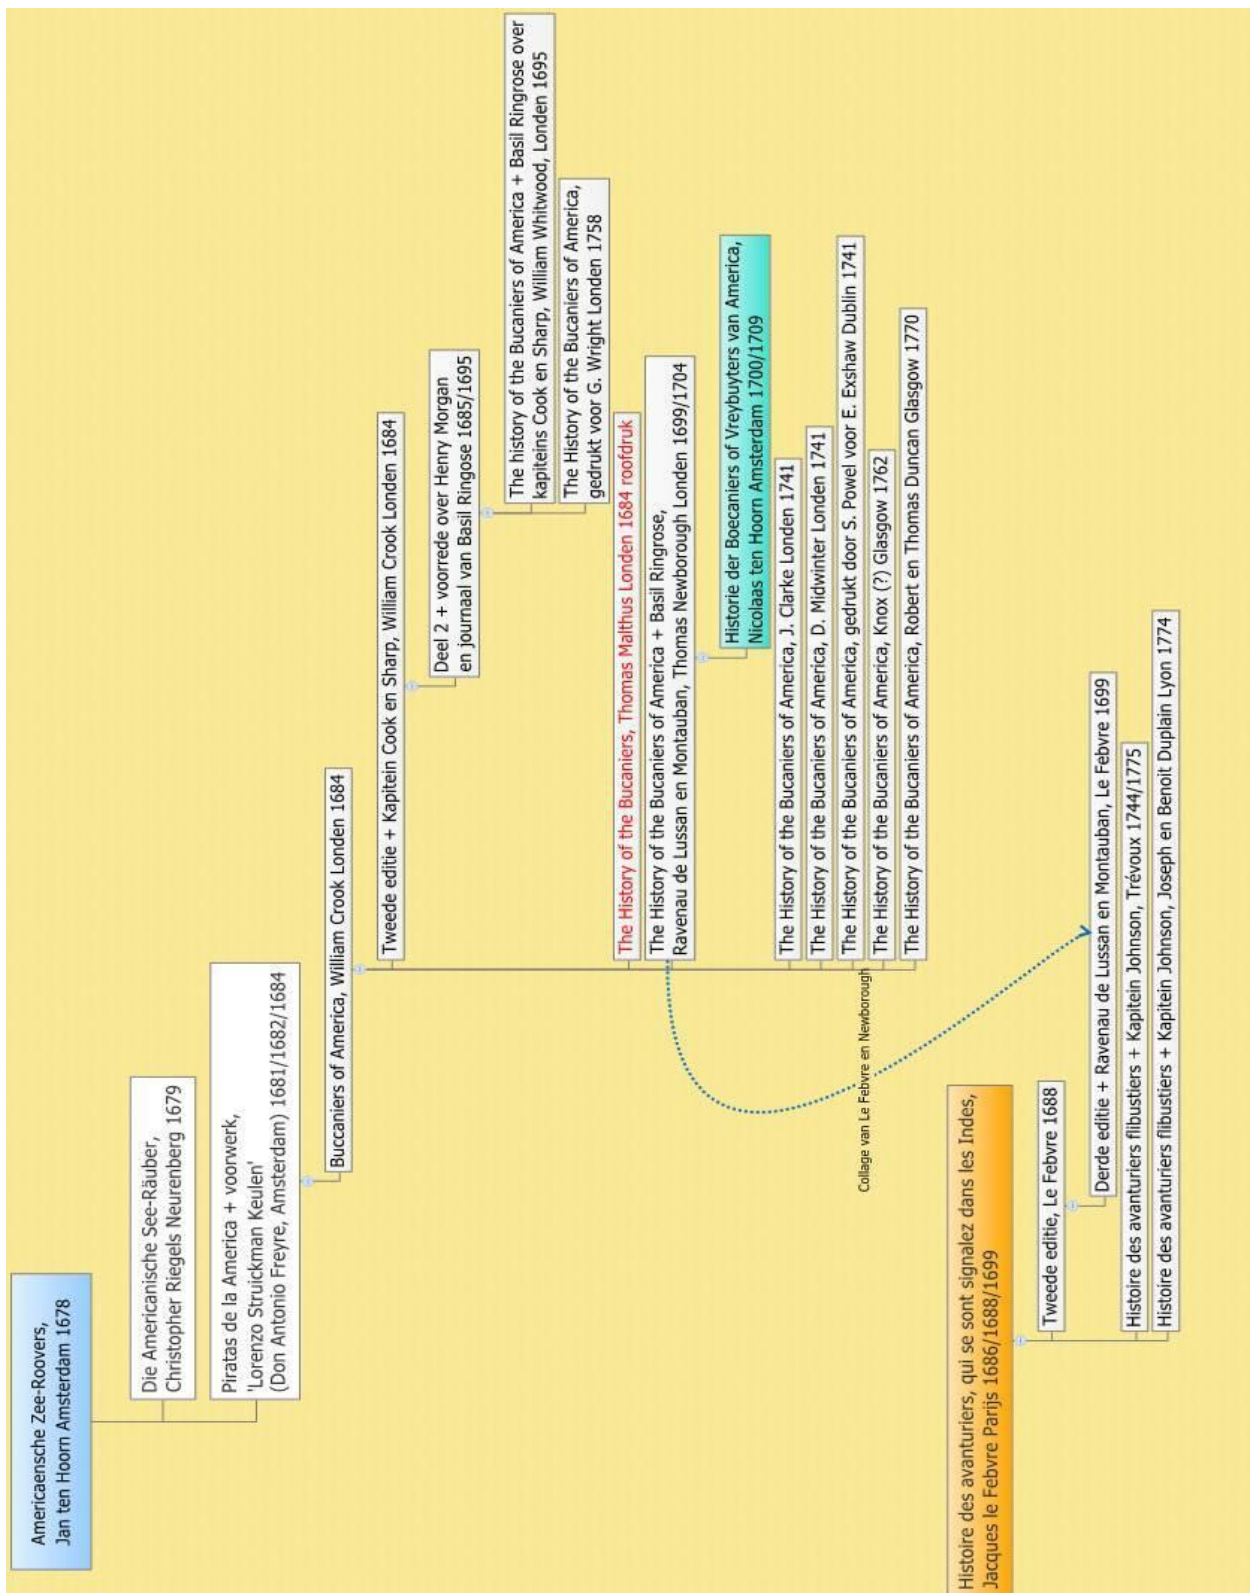 Americaensche Zee-Roovers,
Jan ten Hoorn Amsterdam 1678
Die Americanische See-Räuber,
Christopher Riegels Neurenberg 1679
Piratas de la America + voorwerk,
'Lorenzo Struickman Keulen'
(Don Antonio Freyre, Amsterdam) 1681/1682/1684
Buccaniers of America, William Crook Londen 1684
Tweede editie + Kapitein Cook en Sharp, William Crook Londen 1684
Deel 2 + voorrede over Henry Morgan
en journaal van Basil Ringose 1685/1695
The history of the Bucaniers of America + Basil Ringrose over
kapiteins Cook en Sharp, William Whitwood, Londen 1695
The History of the Bucaniers of America,
gedrukt voor G. Wright Londen 1758
The History of the Bucaniers, Thomas Malthus Londen 1684 roofdruk
The History of the Bucaniers of America + Basil Ringrose,
Ravenau de Lussan en Montauban, Thomas Newborough Londen 1699/1704
Historie der Boecaniers of Vreybuyters van America,
Nicolaas ten Hoorn Amsterdam 1700/1709
The History of the Bucaniers of America, J. Clarke Londen 1741
The History of the Bucaniers of America, D. Midwinter Londen 1741
The History of the Bucaniers of America, gedrukt door S. Powel voor E. Exshaw Dublin 1741
The History of the Bucaniers of America, Knox (?) Glasgow 1762
The History of the Bucaniers of America, Robert en Thomas Duncan Glasgow 1770
Collage van Le Febvre en Newborough
Histoire des avanturiers, qui se sont signalez dans les Indes,
Jacques le Febvre Parijs 1686/1688/1699
Tweede editie, Le Febvre 1688
Derde editie + Ravenau de Lussan en Montauban, Le Febvre 1699
Histoire des avanturiers flibustiers + Kapitein Johnson, Trévoux 1744/1775
Histoire des avanturiers flibustiers + Kapitein Johnson, Joseph en Benoit Duplain Lyon 1774